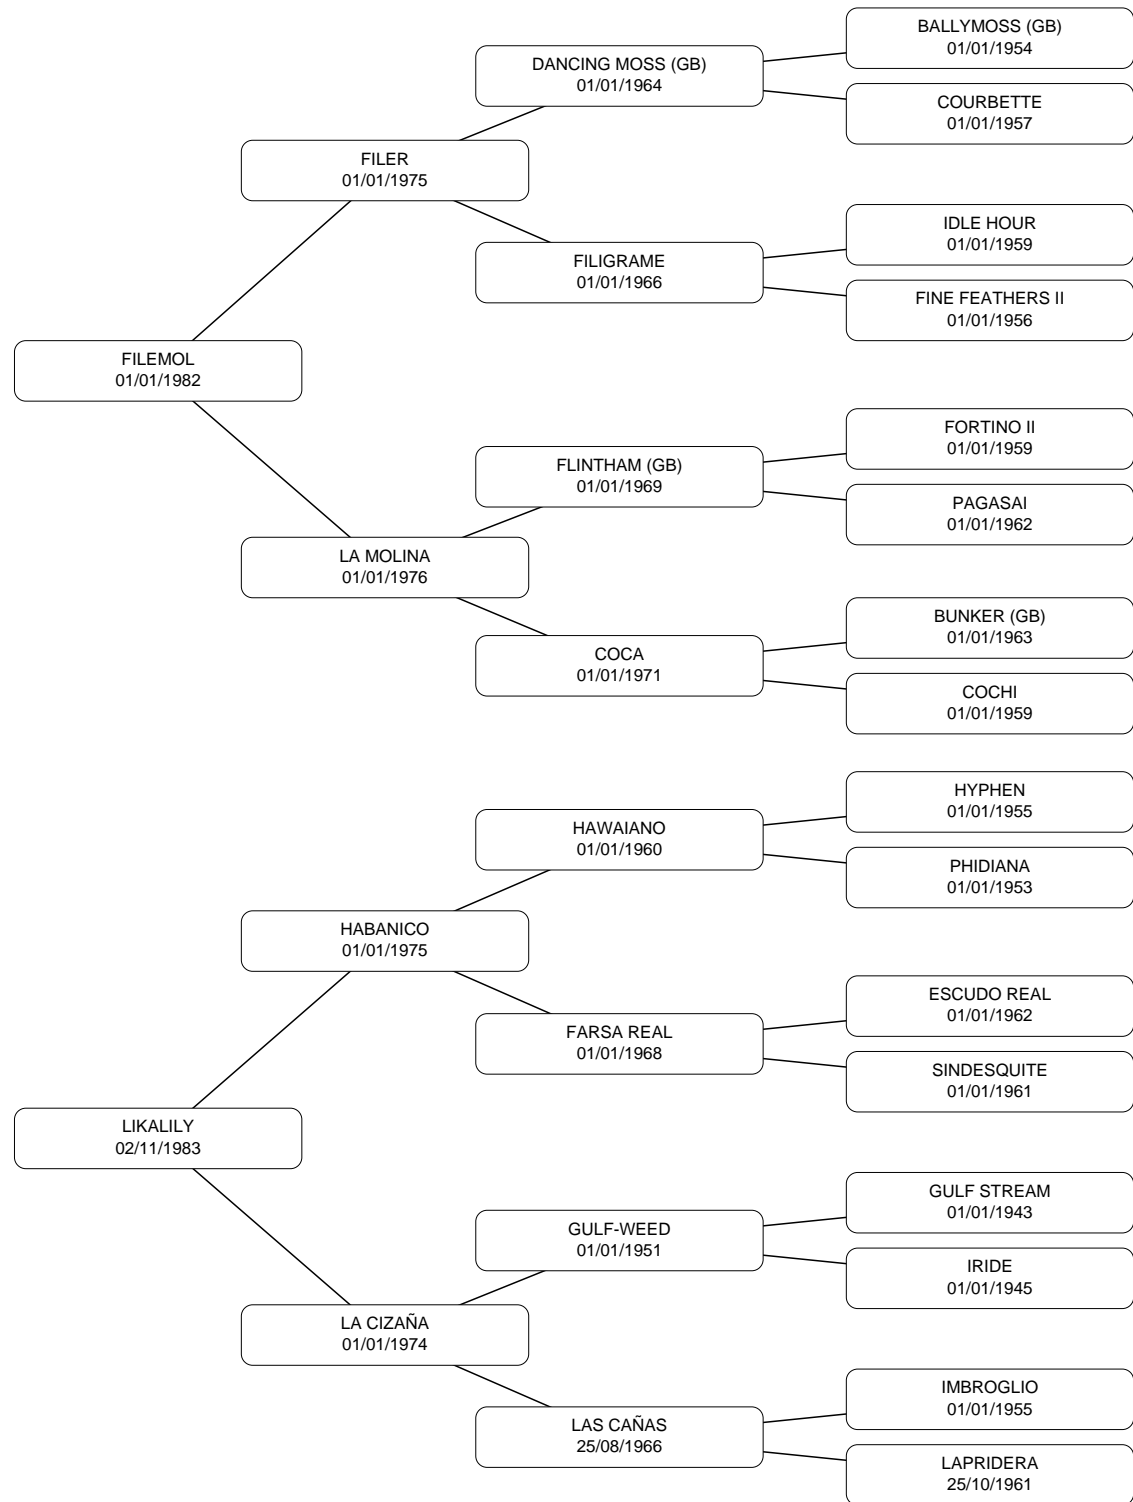 BALLYMOSS (GB)
01/01/1954
DANCING MOSS (GB)
01/01/1964
COURBETTE
01/01/1957
FILER
01/01/1975
IDLE HOUR
01/01/1959
FILIGRAME
01/01/1966
FINE FEATHERS II
01/01/1956
FILEMOL
01/01/1982
FORTINO II
01/01/1959
FLINTHAM (GB)
01/01/1969
PAGASAI
01/01/1962
LA MOLINA
01/01/1976
BUNKER (GB)
01/01/1963
COCA
01/01/1971
COCHI
01/01/1959
HYPHEN
01/01/1955
HAWAIANO
01/01/1960
PHIDIANA
01/01/1953
HABANICO
01/01/1975
ESCUDO REAL
01/01/1962
FARSA REAL
01/01/1968
SINDESQUITE
01/01/1961
LIKALILY
02/11/1983
GULF STREAM
01/01/1943
GULF-WEED
01/01/1951
IRIDE
01/01/1945
LA CIZAÑA
01/01/1974
IMBROGLIO
01/01/1955
LAS CAÑAS
25/08/1966
LAPRIDERA
25/10/1961